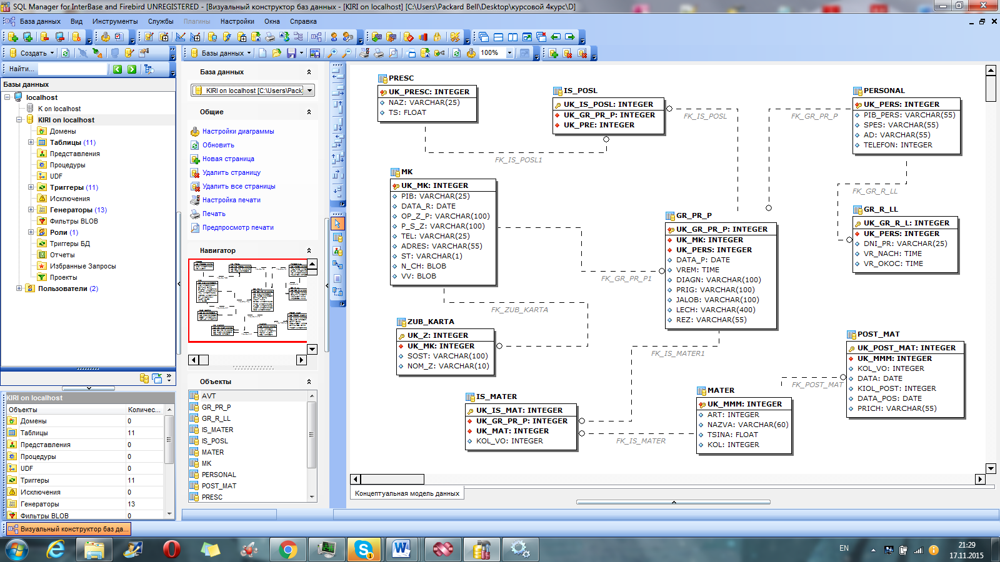 SQL Manager for InterBase and Firebird UNREGISTERED - [Визуальный конструктор баз данных - [KIRI on localhost] [C:\Users\Packard Bell\Desktop\курсовой 4курс\D]
База данных Вид Инструменты Службы Плагины Настройки Окна Справка
Создать
Базы данных
100%
Найти...
Базы данных
localhost
K on localhost
KIRI on localhost
Домены
Таблицы (11)
Представления
Процедуры
UDF
Триггеры (11)
Исключения
Генераторы (13)
Фильтры BLOB
Роли (1)
Триггеры БД
Отчеты
Избранные Запросы
Проекты
Пользователи (2)
KIRI on localhost
Объекты Количес...
Домены 0
Таблицы 11
Представления 0
Процедуры 0
UDF 0
Триггеры 11
Исключения 0
Генераторы 13
Фильтры BLOB 0
База данных
KIRI on localhost [C:\Users\Pack
Общие
Настройки диаграммы
Обновить
Новая страница
Удалить страницу
Удалить все страницы
Настройка печати
Печать
Предпросмотр печати
Навигатор
Объекты
AVT
GR_PR_P
GR_R_LL
IS_MATER
IS_POSL
MATER
MK
PERSONAL
POST_MAT
PRESC
PRESC
UK_PRESC: INTEGER
NAZ: VARCHAR(25)
TS: FLOAT
IS_POSL
UK_IS_POSL: INTEGER
UK_GR_PR_P: INTEGER
UK_PRE: INTEGER
FK_IS_POSL
FK_GR_PR_P
PERSONAL
UK_PERS: INTEGER
PIB_PERS: VARCHAR(55)
SPES: VARCHAR(55)
AD: VARCHAR(55)
TELEFON: INTEGER
FK_IS_POSL1
MK
UK_MK: INTEGER
PIB: VARCHAR(25)
DATA_R: DATE
OP_Z_P: VARCHAR(100)
P_S_Z: VARCHAR(100)
TEL: VARCHAR(25)
ADRES: VARCHAR(55)
ST: VARCHAR(1)
N_CH: BLOB
VV: BLOB
FK_GR_R_LL
GR_R_LL
UK_GR_R_L: INTEGER
UK_PERS: INTEGER
DNI_PR: VARCHAR(25)
VR_NACH: TIME
VR_OKOC: TIME
GR_PR_P
UK_GR_PR_P: INTEGER
UK_MK: INTEGER
UK_PERS: INTEGER
DATA_P: DATE
VREM: TIME
DIAGN: VARCHAR(100)
PRIG: VARCHAR(100)
JALOB: VARCHAR(100)
LECH: VARCHAR(400)
REZ: VARCHAR(55)
FK_GR_PR_P1
FK_ZUB_KARTA
ZUB_KARTA
UK_Z: INTEGER
UK_MK: INTEGER
SOST: VARCHAR(100)
NOM_Z: VARCHAR(10)
FK_IS_MATER1
POST_MAT
UK_POST_MAT: INTEGER
UK_MMM: INTEGER
KOL_VO: INTEGER
DATA: DATE
KIOL_POST: INTEGER
DATA_POS: DATE
PRICH: VARCHAR(55)
FK_POST_MAT
IS_MATER
UK_IS_MAT: INTEGER
UK_GR_PR_P: INTEGER
UK_MAT: INTEGER
KOL_VO: INTEGER
FK_IS_MATER
MATER
UK_MMM: INTEGER
ART: INTEGER
NAZVA: VARCHAR(60)
TSINA: FLOAT
KOL: INTEGER
Концептуальная модель данных
Визуальный конструктор баз да...
EN
21:29
17.11.2015